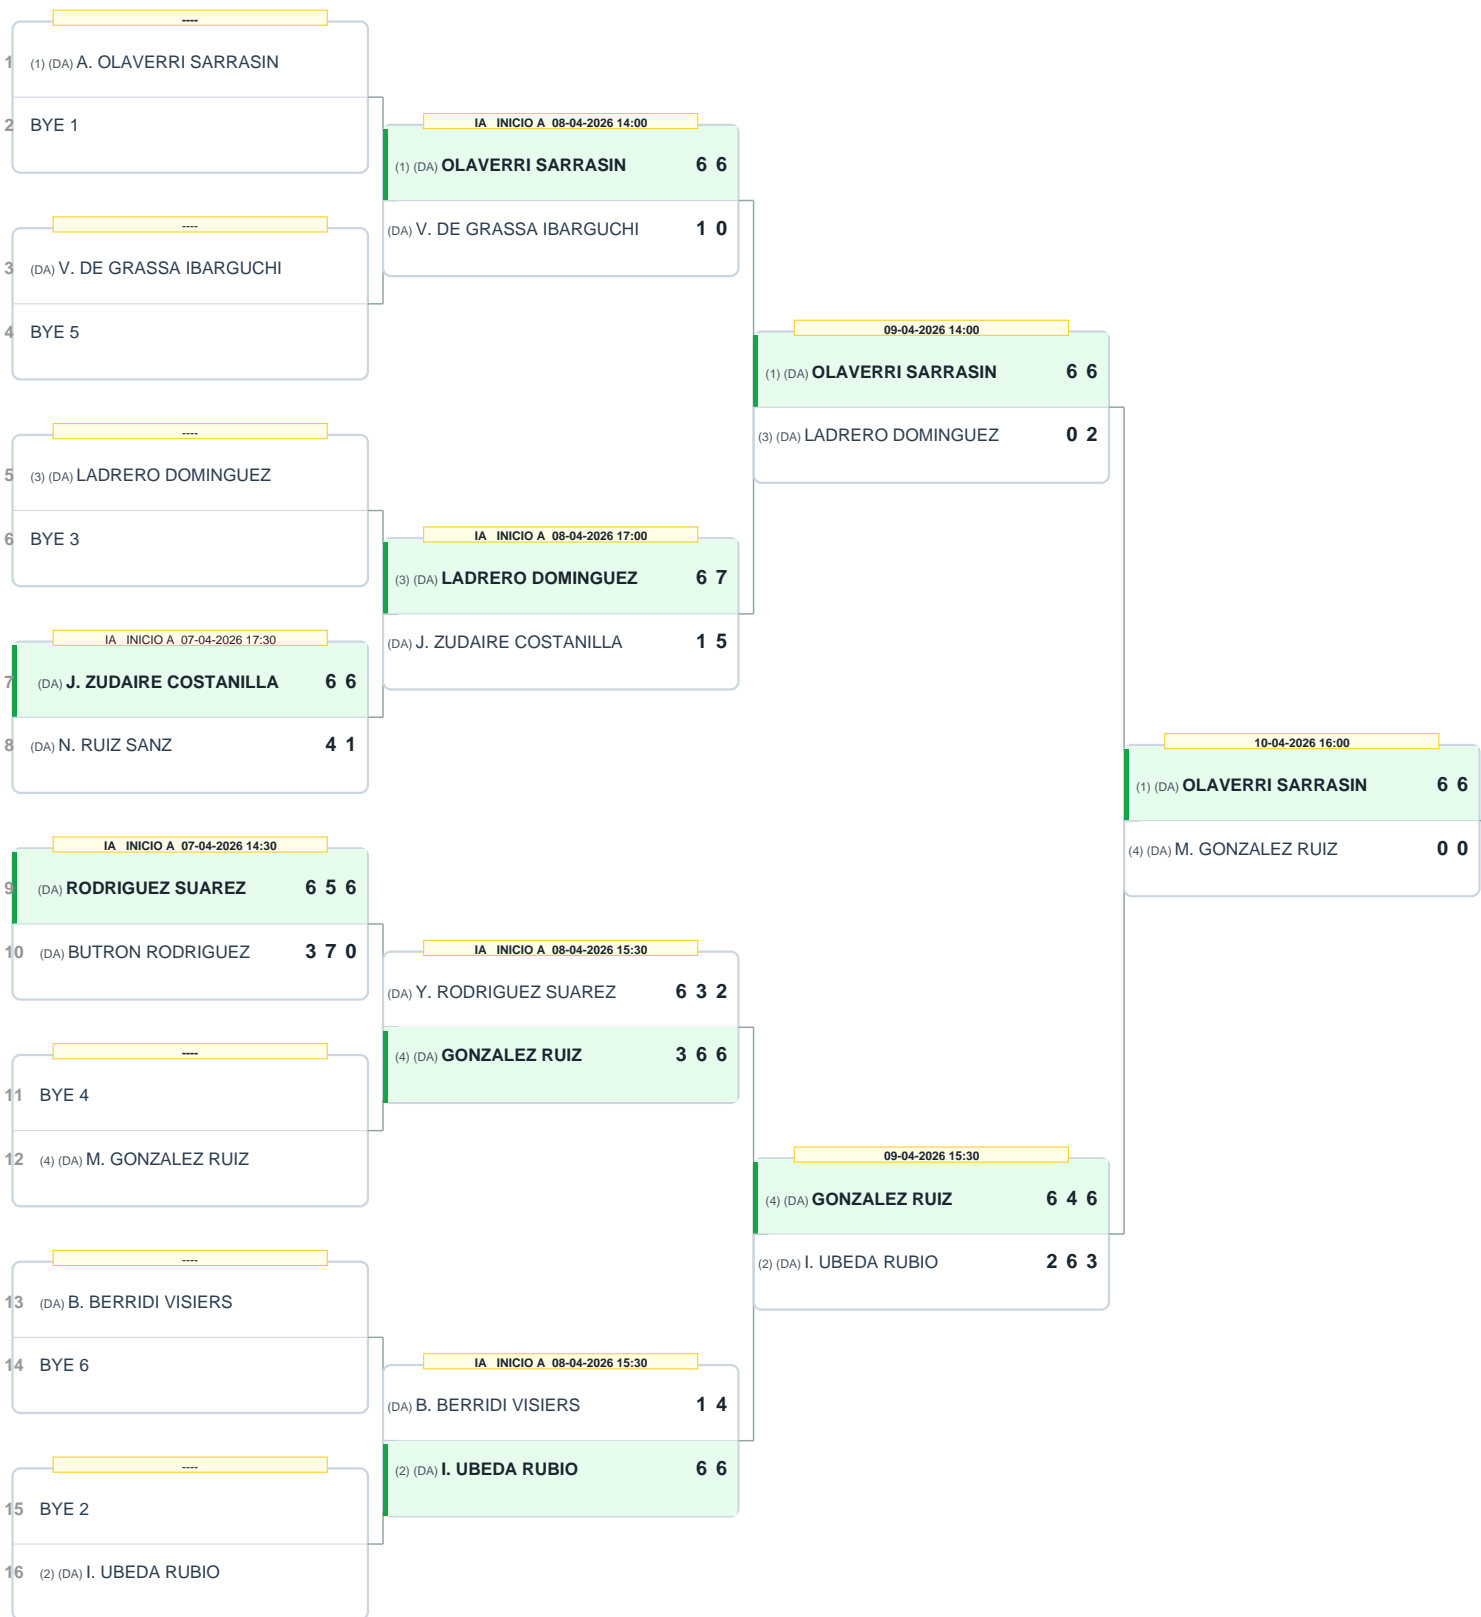 ----
1 (1) (DA) A. OLAVERRI SARRASIN
2 BYE 1
----
3 (DA) V. DE GRASSA IBARGUCHI
4 BYE 5
----
5 (3) (DA) LADRERO DOMINGUEZ
6 BYE 3
IA INICIO A 07-04-2026 17:30
7 (DA) J. ZUDAIRE COSTANILLA 6 6
8 (DA) N. RUIZ SANZ 4 1
IA INICIO A 07-04-2026 14:30
9 (DA) RODRIGUEZ SUAREZ 6 5 6
10 (DA) BUTRON RODRIGUEZ 3 7 0
----
11 BYE 4
12 (4) (DA) M. GONZALEZ RUIZ
----
13 (DA) B. BERRIDI VISIERS
14 BYE 6
----
15 BYE 2
16 (2) (DA) I. UBEDA RUBIO
IA INICIO A 08-04-2026 14:00
(1) (DA) OLAVERRI SARRASIN 6 6
(DA) V. DE GRASSA IBARGUCHI 1 0
IA INICIO A 08-04-2026 17:00
(3) (DA) LADRERO DOMINGUEZ 6 7
(DA) J. ZUDAIRE COSTANILLA 1 5
IA INICIO A 08-04-2026 15:30
(DA) Y. RODRIGUEZ SUAREZ 6 3 2
(4) (DA) GONZALEZ RUIZ 3 6 6
IA INICIO A 08-04-2026 15:30
(DA) B. BERRIDI VISIERS 1 4
(2) (DA) I. UBEDA RUBIO 6 6
09-04-2026 14:00
(1) (DA) OLAVERRI SARRASIN 6 6
(3) (DA) LADRERO DOMINGUEZ 0 2
09-04-2026 15:30
(4) (DA) GONZALEZ RUIZ 6 4 6
(2) (DA) I. UBEDA RUBIO 2 6 3
10-04-2026 16:00
(1) (DA) OLAVERRI SARRASIN 6 6
(4) (DA) M. GONZALEZ RUIZ 0 0